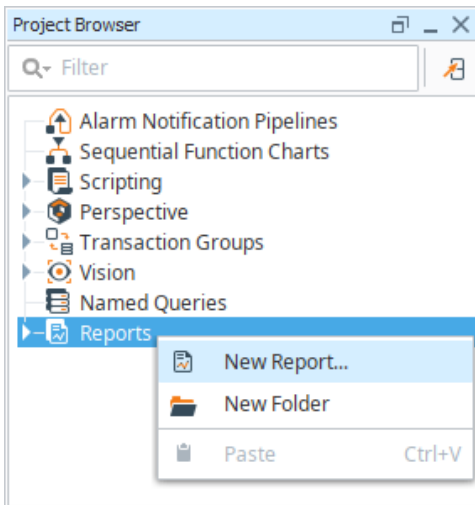 Project Browser
Filter
Alarm Notification Pipelines
Sequential Function Charts
Scripting
Perspective
Transaction Groups
Vision
Named Queries
Reports
New Report...
New Folder
Paste Ctrl+V